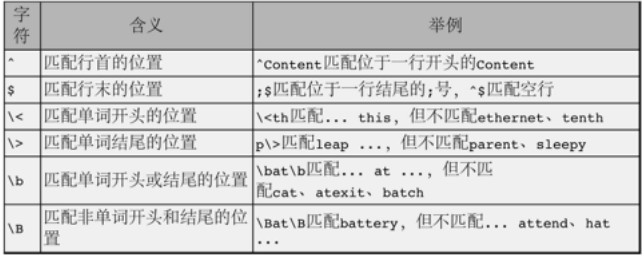 字符 含义 举例
^ 匹配行首的位置 ^Content匹配位于一行开头的Content
$ 匹配行末的位置 ;$匹配位于一行结尾的;号，^$匹配空行
\< 匹配单词开头的位置 \<th匹配... this，但不匹配ethernet、tenth
\> 匹配单词结尾的位置 p\>匹配leap ...，但不匹配parent、sleepy
\b 匹配单词开头或结尾的位置 \bat\b匹配... at ...，但不匹
配cat、atexit、batch
\B 匹配非单词开头和结尾的位
置 \Bat\B匹配battery，但不匹配... attend、hat
...